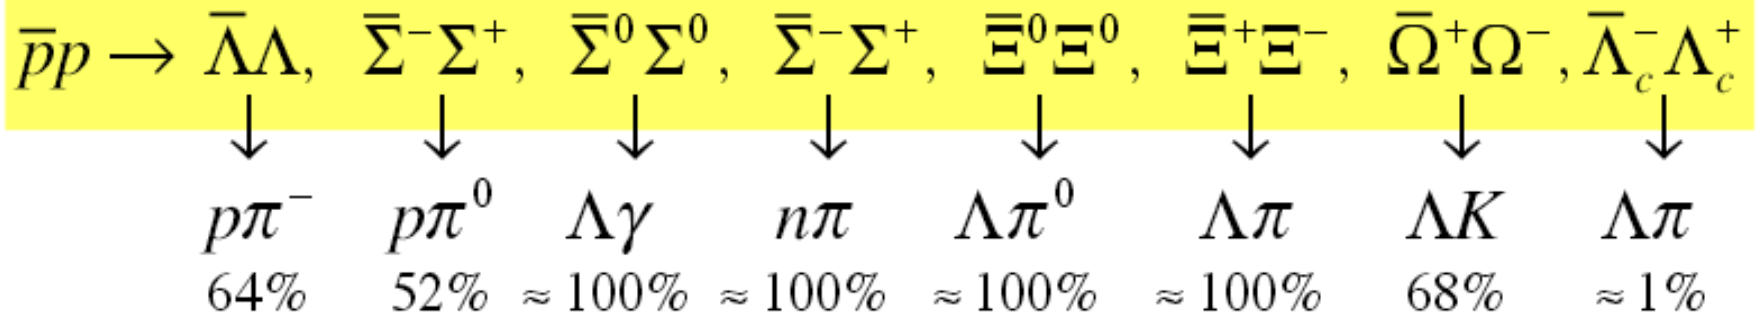 p̅p → Λ̅Λ, Σ̅⁻Σ⁺, Σ̅⁰Σ⁰, Σ̅⁻Σ⁺, Ξ̅⁰Ξ⁰, Ξ̅⁺Ξ⁻, Ω̅⁺Ω⁻, Λ̅c⁻Λc⁺
↓ ↓ ↓ ↓ ↓ ↓ ↓ ↓
pπ⁻ pπ⁰ Λγ nπ Λπ⁰ Λπ ΛK Λπ
64% 52% ≈100% ≈100% ≈100% ≈100% 68% ≈1%